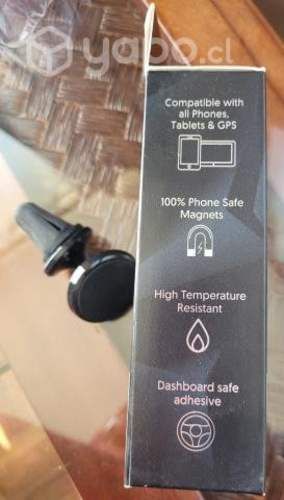 yapo.cl
Compatible with
all Phones,
Tablets & GPS
100% Phone Safe
Magnets
High Temperature
Resistant
Dashboard safe
adhesive